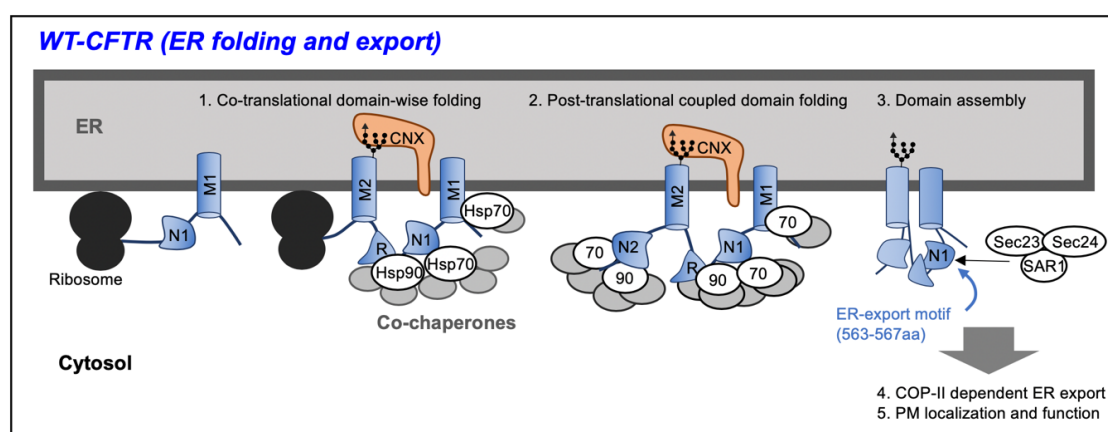 WT-CFTR (ER folding and export)
1. Co-translational domain-wise folding
2. Post-translational coupled domain folding
3. Domain assembly
ER
CNX
CNX
M1
M2
M1
M2
M1
N1
Ribosome
R
N1
Hsp70
Hsp90
Hsp70
Co-chaperones
70
N2
90
R
N1
70
90
70
N1
Sec23
Sec24
SAR1
ER-export motif
(563-567aa)
Cytosol
4. COP-II dependent ER export
5. PM localization and function